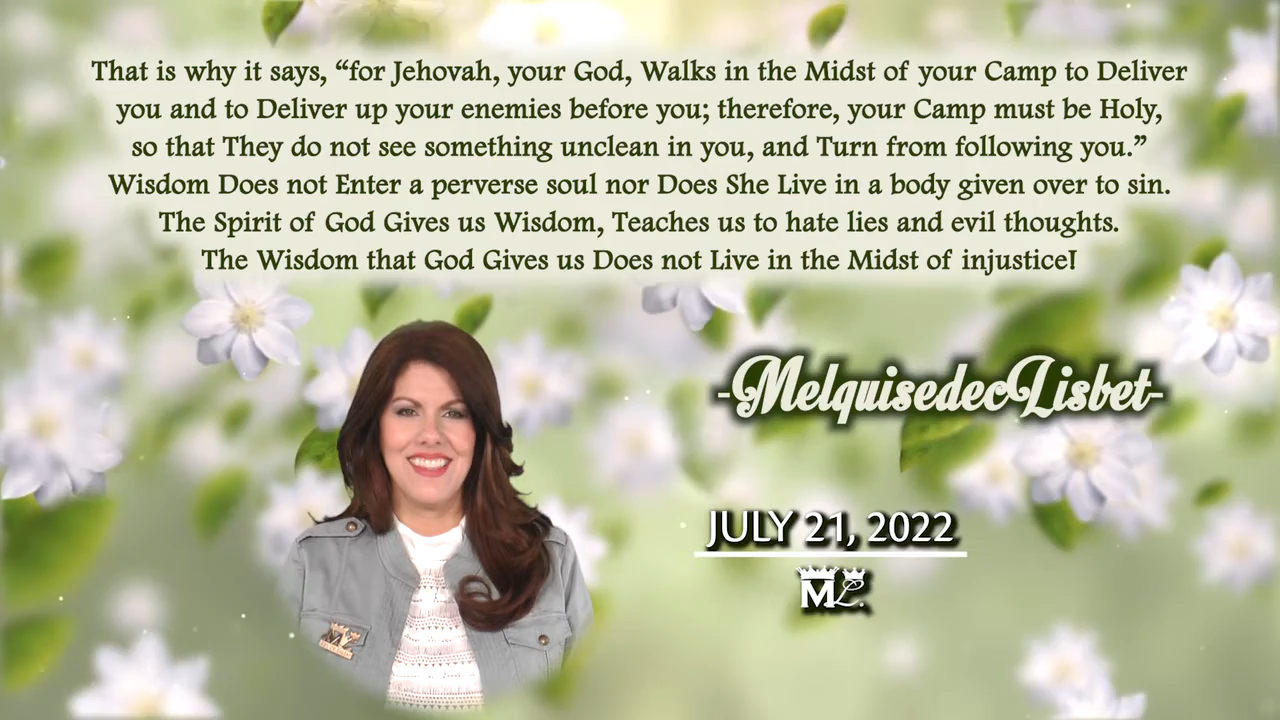 That is why it says, “for Jehovah, your God, Walks in the Midst of your Camp to Deliver
you and to Deliver up your enemies before you; therefore, your Camp must be Holy,
so that They do not see something unclean in you, and Turn from following you.”
Wisdom Does not Enter a perverse soul nor Does She Live in a body given over to sin.
The Spirit of God Gives us Wisdom, Teaches us to hate lies and evil thoughts.
The Wisdom that God Gives us Does not Live in the Midst of injustice!
-MelquisedecLisbet-
JULY 21, 2022
ML.
ML